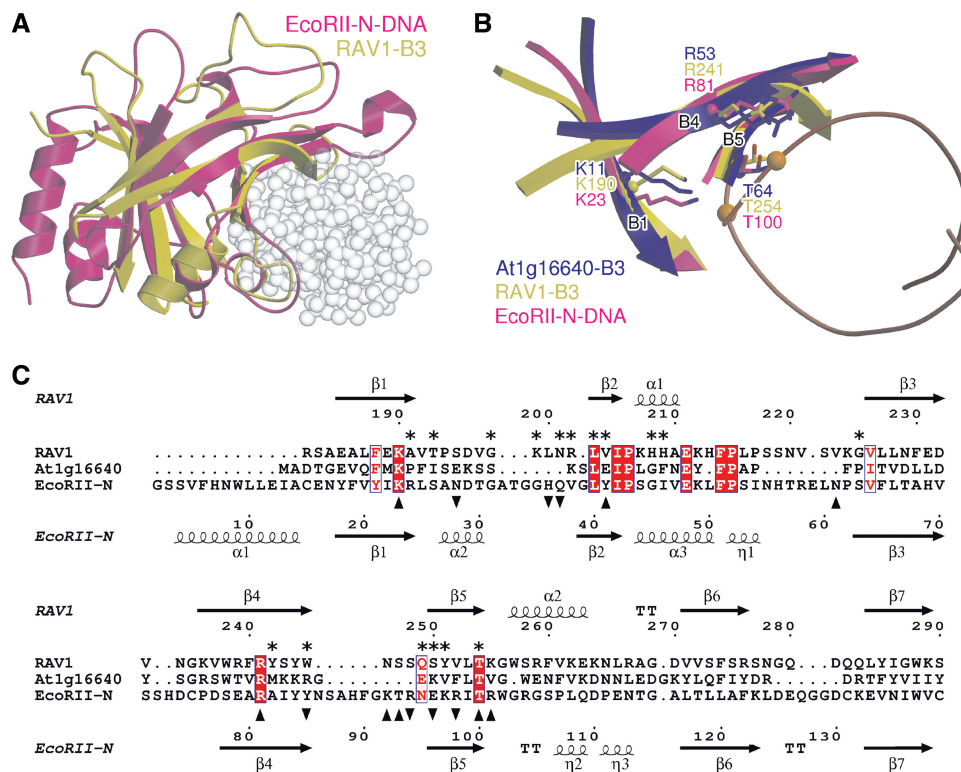 A
EcoRII-N-DNA
RAV1-B3
B
R53
R241
R81
B4
B5
K11
K190
K23
B1
T64
T254
T100
At1g16640-B3
RAV1-B3
EcoRII-N-DNA
C
RAV1
β1 β2 α1 β3
190 200 210 220 230
* * * * * * * * * * *
RAV1 .............RSAEALFEKAVTPSDVG...KLNR.LVIPKHHAEKHFPLPSSNV.SVKGVLLNFED
At1g16640 ...........MADTGEVQFMKPFISEKSS......KSLEIPLGFNEY.FPAP.......FPITVDLLD
EcoRII-N GSSVFHNWLLEIACENYFVYIKRLSANDTGATGGHQVGLYIPSGIVEKLFPSINHTRELNPSVFLTAHV
10 20 30 40 50 60 70
EcoRII-N
α1 β1 α2 β2 α3 η1 β3
RAV1
β4 β5 α2 TT β6 β7
240 250 260 270 280 290
* * * * * *
RAV1 V..NGKVWRFRYSYW......NSSQSYVLTKGWSRFVKEKNLRAG.DVVSFSRSNGQ..DQQLYIGWKS
At1g16640 Y..SGRSWTVRMKKRG........EKVFLTVG.WENFVKDNNLEDGKYLQFIYDRD....RTFYVIIYG
EcoRII-N SSHDCPDSEARAIYYNSAHFGKTRNEKRITRWGRGSPLQDPENTGALTLLAFKLDEQGGDCKEVNIWVC
80 90 100 110 120 130
EcoRII-N
β4 β5 TT η2 η3 β6 TT β7